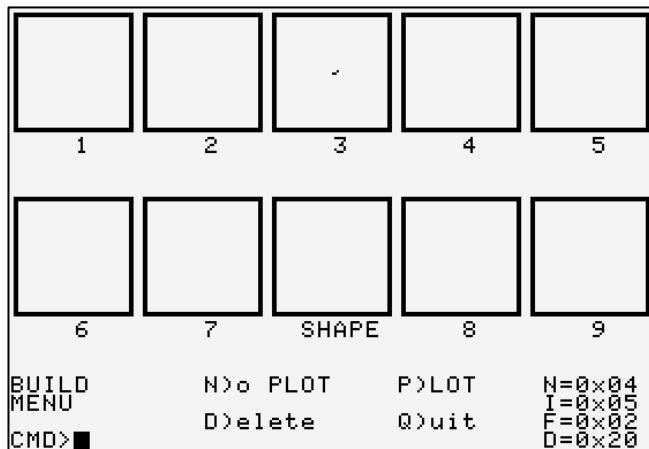 1 2 3 4 5
6 7 SHAPE 8 9
BUILD N)o PLOT P)LOT N=0x04
MENU I=0x05
D)elete Q)uit F=0x02
CMD> D=0x20